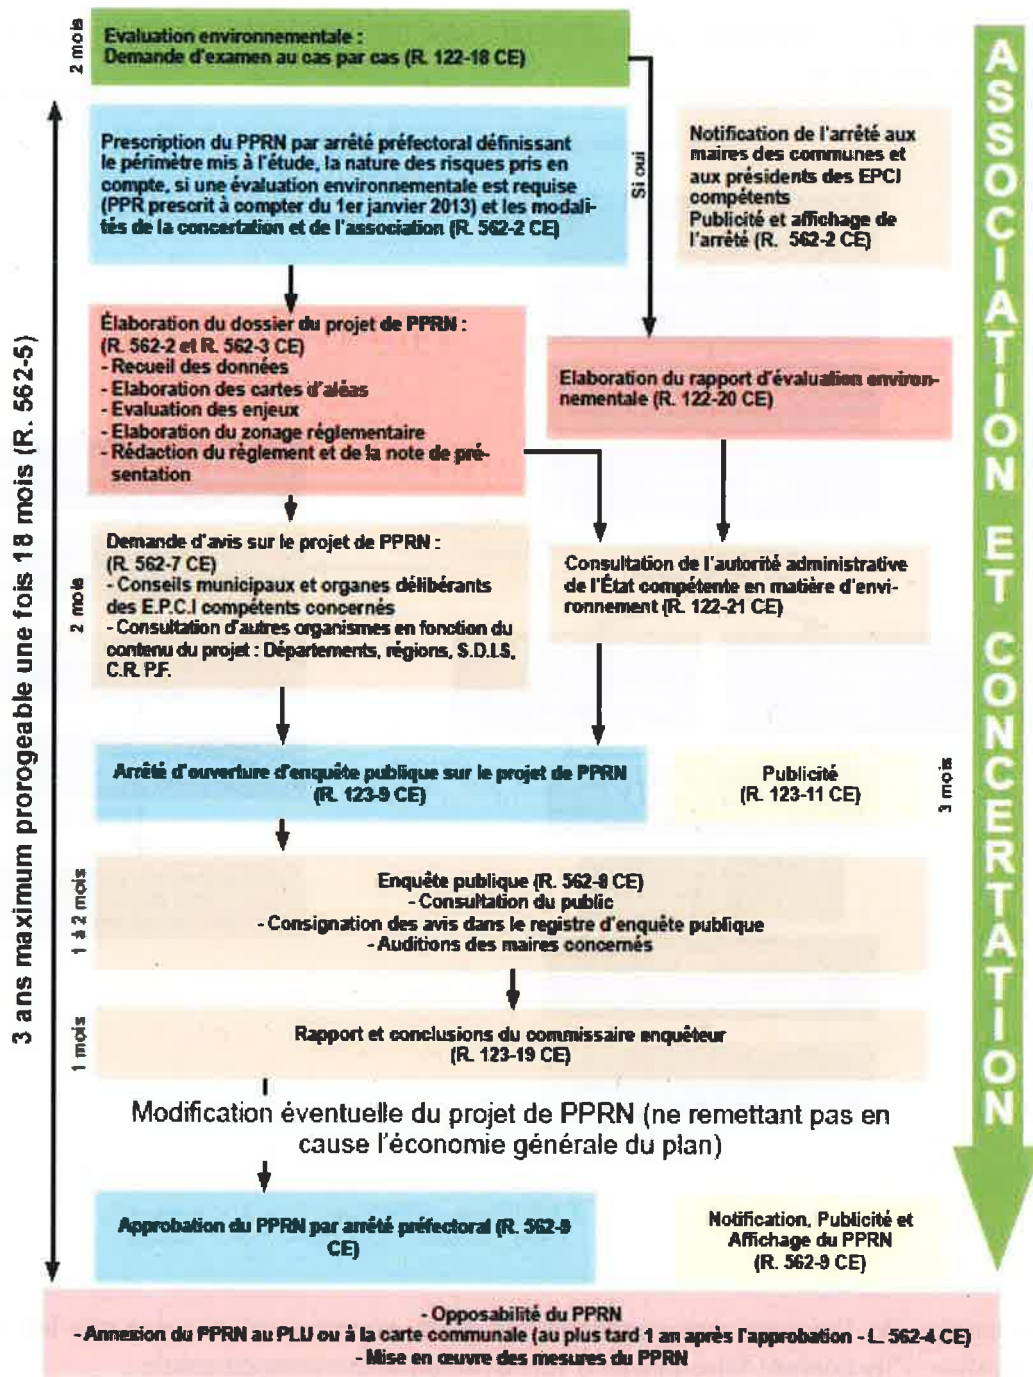 2 mois
Evaluation environnementale :
Demande d'examen au cas par cas (R. 122-18 CE)
3 ans maximum prorogeable une fois 18 mois (R. 562-5)
Prescription du PPRN par arrêté préfectoral définissant
le périmètre mis à l'étude, la nature des risques pris en
compte, si une évaluation environnementale est requise
(PPR prescrit à compter du 1er janvier 2013) et les modali-
tés de la concertation et de l'association (R. 562-2 CE)
Si oui
Notification de l'arrêté aux
maires des communes et
aux présidents des EPCI
compétents
Publicité et affichage de
l'arrêté (R. 562-2 CE)
Élaboration du dossier du projet de PPRN :
(R. 562-2 et R. 562-3 CE)
- Recueil des données
- Elaboration des cartes d'aléas
- Evaluation des enjeux
- Elaboration du zonage réglementaire
- Rédaction du règlement et de la note de pré-
sentation
Elaboration du rapport d'évaluation environ-
nementale (R. 122-20 CE)
2 mois
Demande d'avis sur le projet de PPRN :
(R. 562-7 CE)
- Conseils municipaux et organes délibérants
des E.P.C.I compétents concernés
- Consultation d'autres organismes en fonction du
contenu du projet : Départements, régions, S.D.I.S,
C.R. P.F.
Consultation de l'autorité administrative
de l'État compétente en matière d'envi-
ronnement (R. 122-21 CE)
Arrêté d'ouverture d'enquête publique sur le projet de PPRN
(R. 123-9 CE)
Publicité
(R. 123-11 CE)
3 mois
1 à 2 mois
Enquête publique (R. 562-8 CE)
- Consultation du public
- Consignation des avis dans le registre d'enquête publique
- Auditions des maires concernés
1 mois
Rapport et conclusions du commissaire enquêteur
(R. 123-19 CE)
Modification éventuelle du projet de PPRN (ne remettant pas en
cause l'économie générale du plan)
Approbation du PPRN par arrêté préfectoral (R. 562-9
CE)
Notification, Publicité et
Affichage du PPRN
(R. 562-9 CE)
- Opposabilité du PPRN
- Annexion du PPRN au PLU ou à la carte communale (au plus tard 1 an après l'approbation - L. 562-4 CE)
- Mise en œuvre des mesures du PPRN
ASSOCIATION ET CONCERTATION